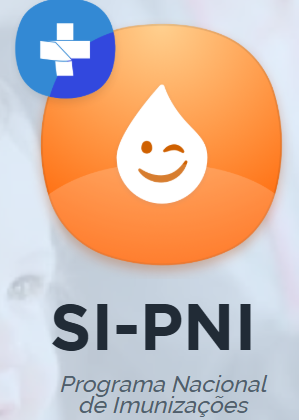 SI-PNI
Programa Nacional
de Imunizações